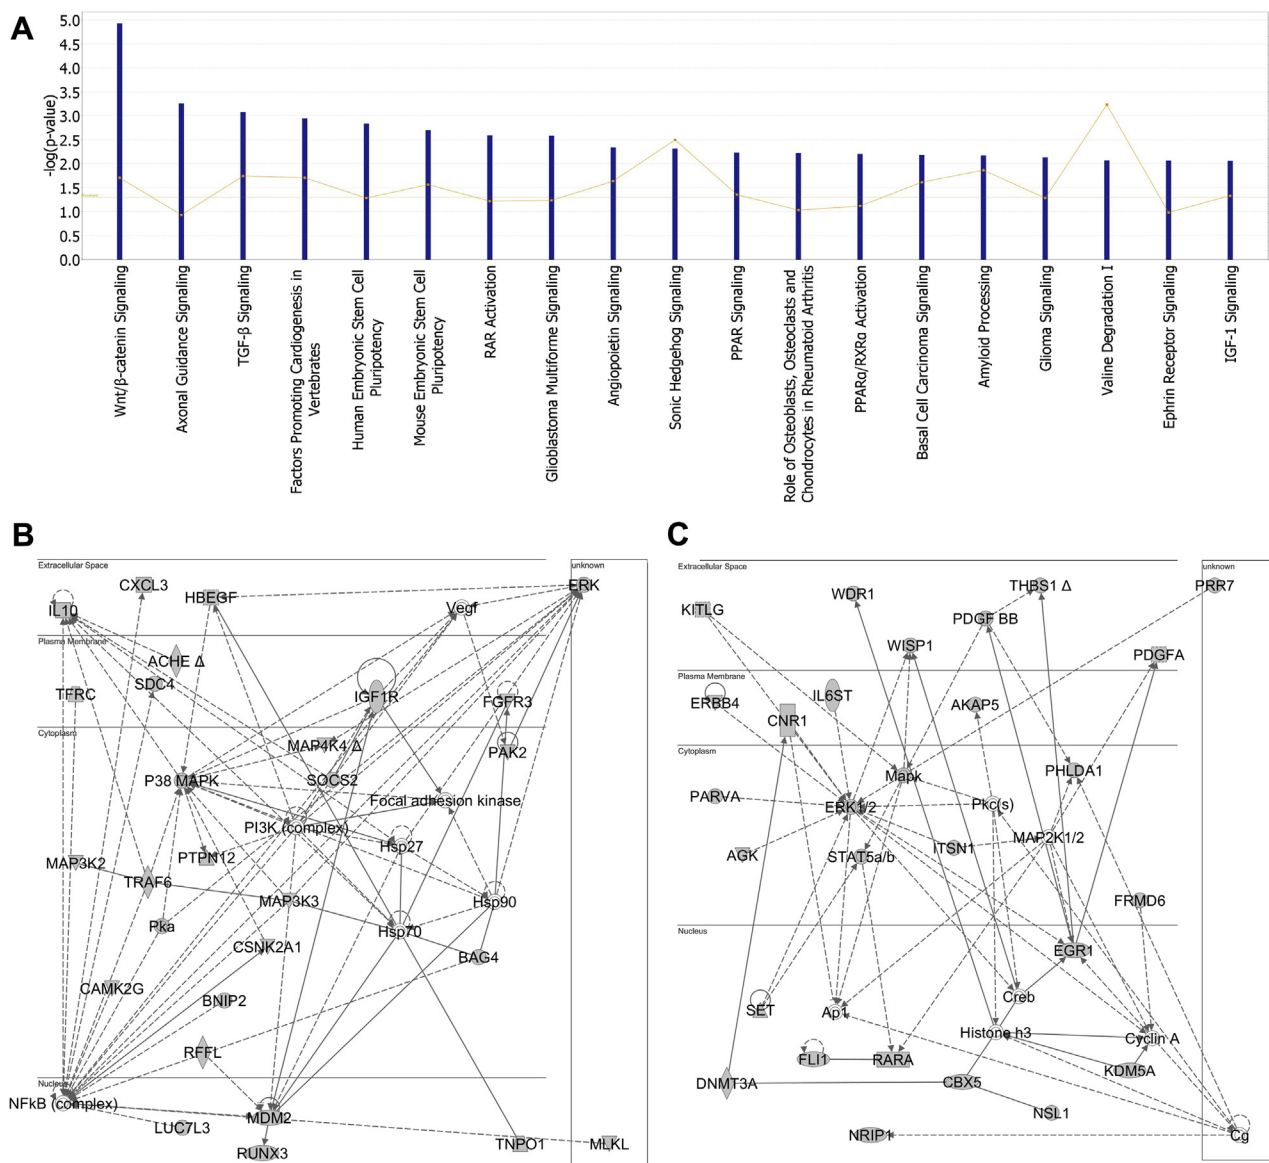 A
-log(p-value)
5.0
4.5
4.0
3.5
3.0
2.5
2.0
1.5
1.0
0.5
0.0
Wnt/β-catenin Signaling
Axonal Guidance Signaling
TGF-β Signaling
Factors Promoting Cardiogenesis in
Vertebrates
Human Embryonic Stem Cell
Pluripotency
Mouse Embryonic Stem Cell
Pluripotency
RAR Activation
Glioblastoma Multiforme Signaling
Angiopoietin Signaling
Sonic Hedgehog Signaling
PPAR Signaling
Role of Osteoblasts, Osteoclasts and
Chondrocytes in Rheumatoid Arthritis
PPARα/RXRα Activation
Basal Cell Carcinoma Signaling
Amyloid Processing
Glioma Signaling
Valine Degradation I
Ephrin Receptor Signaling
IGF-1 Signaling
B
Extracellular Space
unknown
CXCL3
HBEGF
ERK
IL10
Vegf
Plasma Membrane
ACHE Δ
SDC4
TFRC
IGF1R
FGFR3
Cytoplasm
MAP4K4 Δ
PAK2
P38 MAPK
SOCS2
Focal adhesion kinase
PI3K (complex)
Hsp27
PTPN12
MAP3K2
TRAF6
MAP3K3
Hsp90
Pka
Hsp70
CSNK2A1
BAG4
CAMK2G
BNIP2
RFFL
Nucleus
NFkB (complex)
MDM2
LUC7L3
RUNX3
TNPO1
MLKL
C
Extracellular Space
unknown
KITLG
WDR1
THBS1 Δ
PRR7
PDGF BB
WISP1
PDGFA
Plasma Membrane
ERBB4
IL6ST
AKAP5
CNR1
Cytoplasm
Mapk
PHLDA1
PARVA
ERK1/2
Pkc(s)
MAP2K1/2
AGK
STAT5a/b
ITSN1
FRMD6
Nucleus
EGR1
Creb
SET
Ap1
Histone h3
Cyclin A
FLI1
RARA
KDM5A
DNMT3A
CBX5
NSL1
NRIP1
Cg